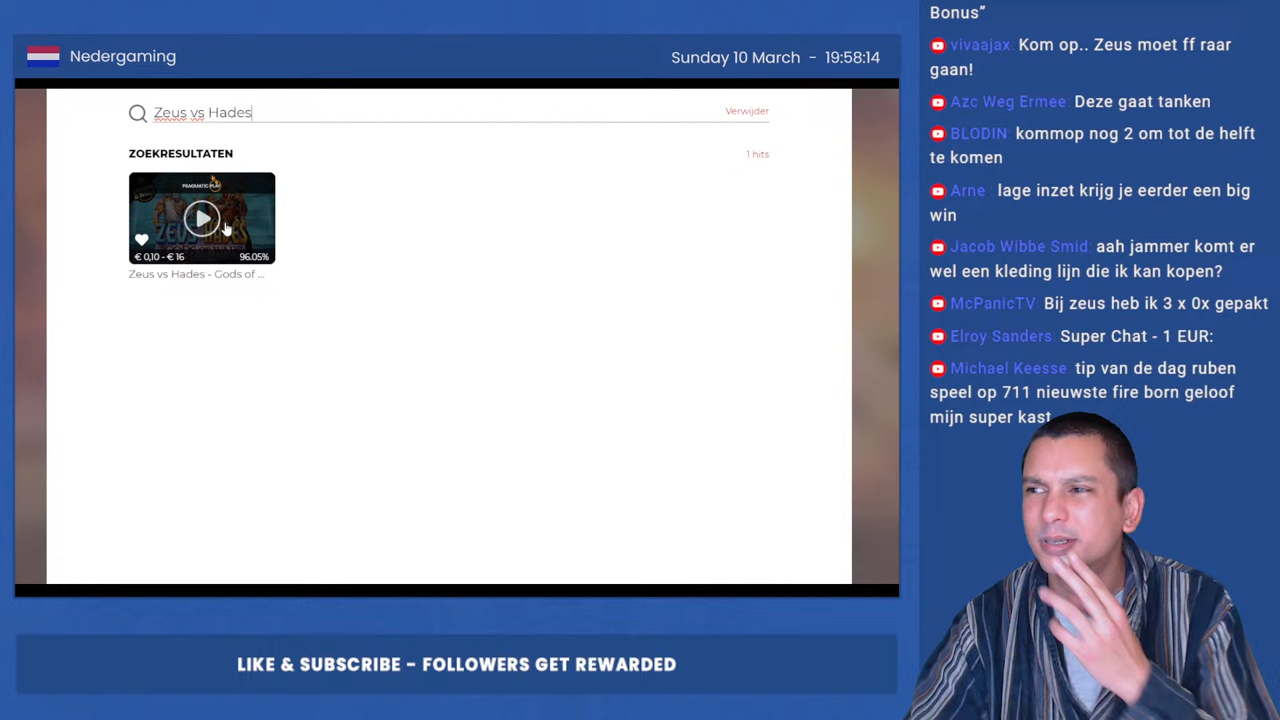 Nedergaming
Sunday 10 March - 19:58:14
Zeus vs Hades
Verwijder
ZOEKRESULTATEN
1 hits
PRAGMATIC PLAY
ZEUS HADES
€ 0,10 - € 16
96.05%
Zeus vs Hades - Gods of ...
LIKE & SUBSCRIBE - FOLLOWERS GET REWARDED
Bonus”
vivaajax: Kom op.. Zeus moet ff raar
gaan!
Azc Weg Ermee: Deze gaat tanken
BLODIN: kommop nog 2 om tot de helft
te komen
Arne : lage inzet krijg je eerder een big
win
Jacob Wibbe Smid: aah jammer komt er
wel een kleding lijn die ik kan kopen?
McPanicTV: Bij zeus heb ik 3 x 0x gepakt
Elroy Sanders: Super Chat - 1 EUR:
Michael Keesse: tip van de dag ruben
speel op 711 nieuwste fire born geloof
mijn super kast